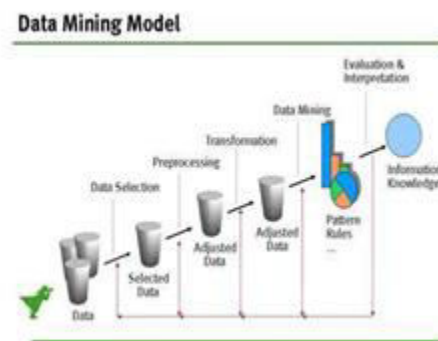 Data Mining Model
Evaluation &
Interpretation
Data Mining
Transformation
Preprocessing
Data Selection
Information
Knowledge
Pattern
Rules
...
Adjusted
Data
Adjusted
Data
Selected
Data
Data